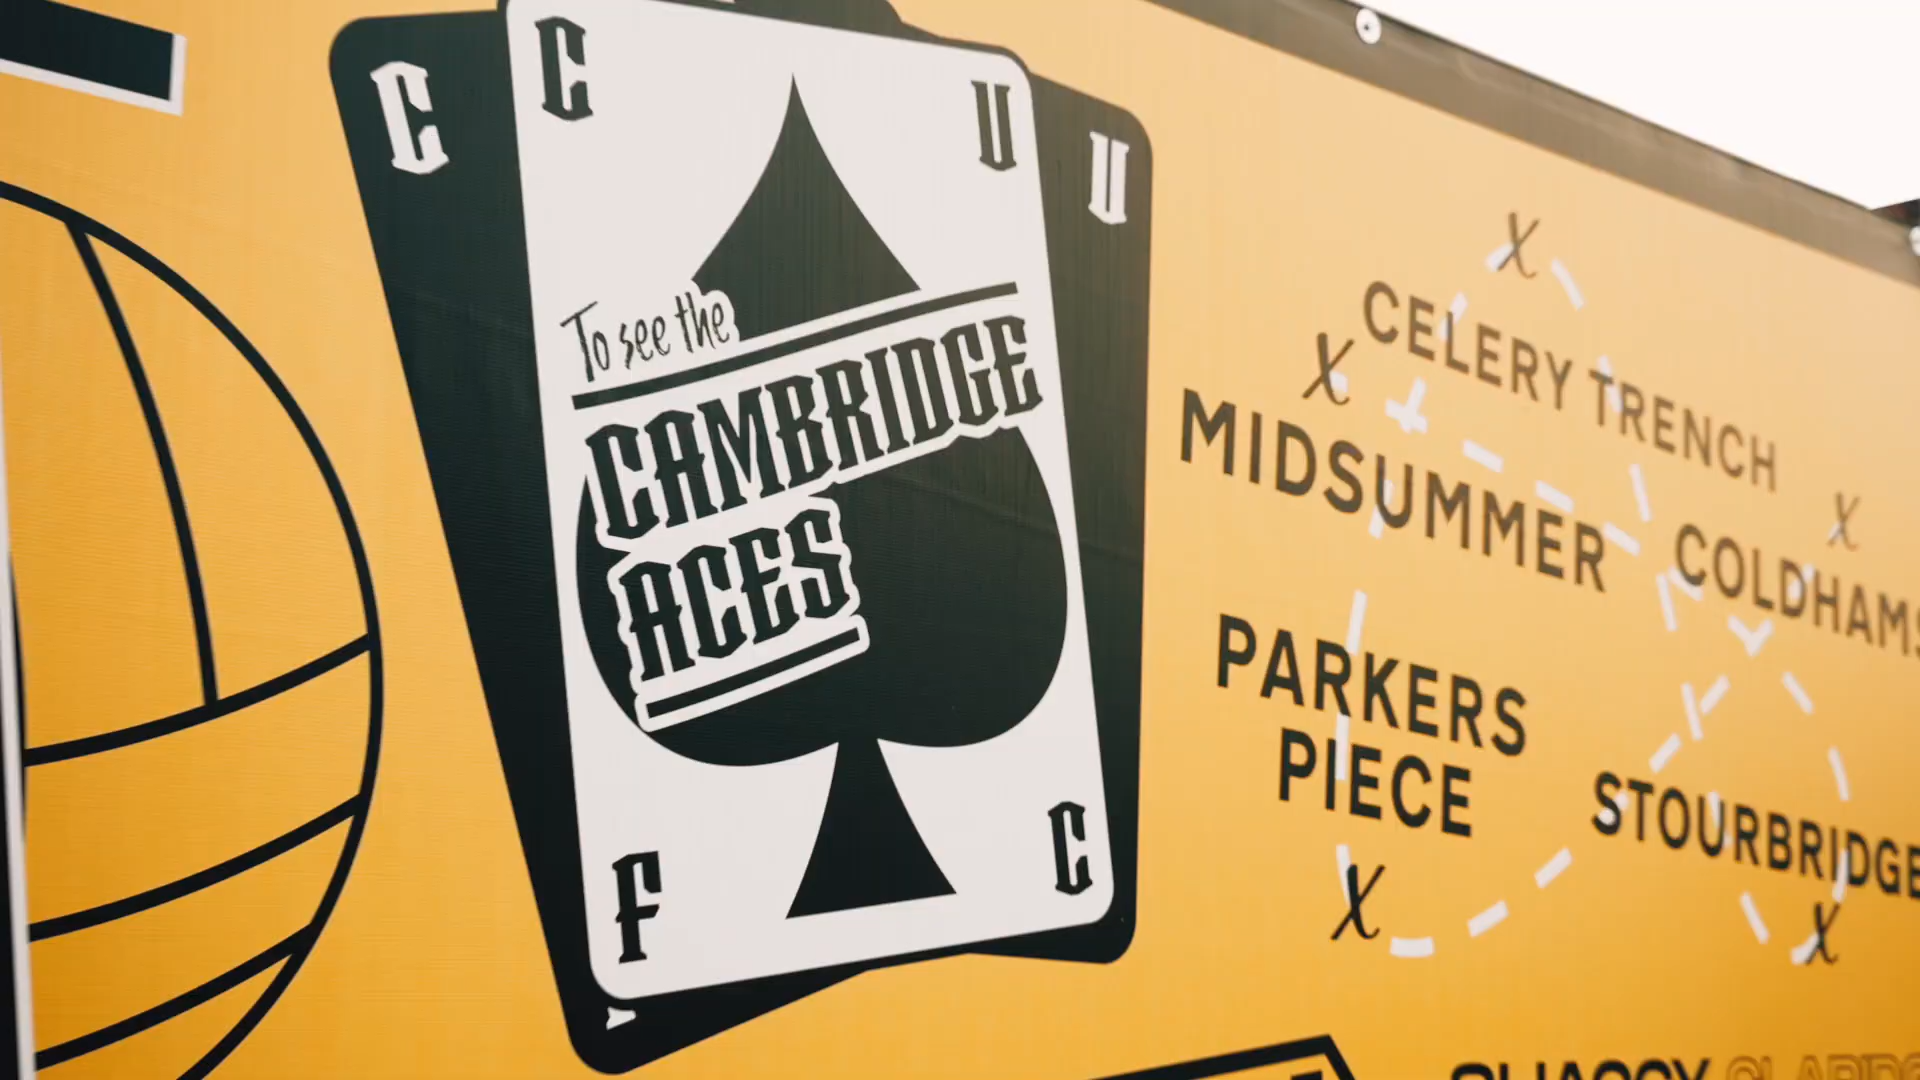 C C U U
To see the
CAMBRIDGE
ACES
F C
X
CELERY TRENCH
X
MIDSUMMER
X
COLDHAMS
PARKERS
PIECE
X
STOURBRIDGE
X